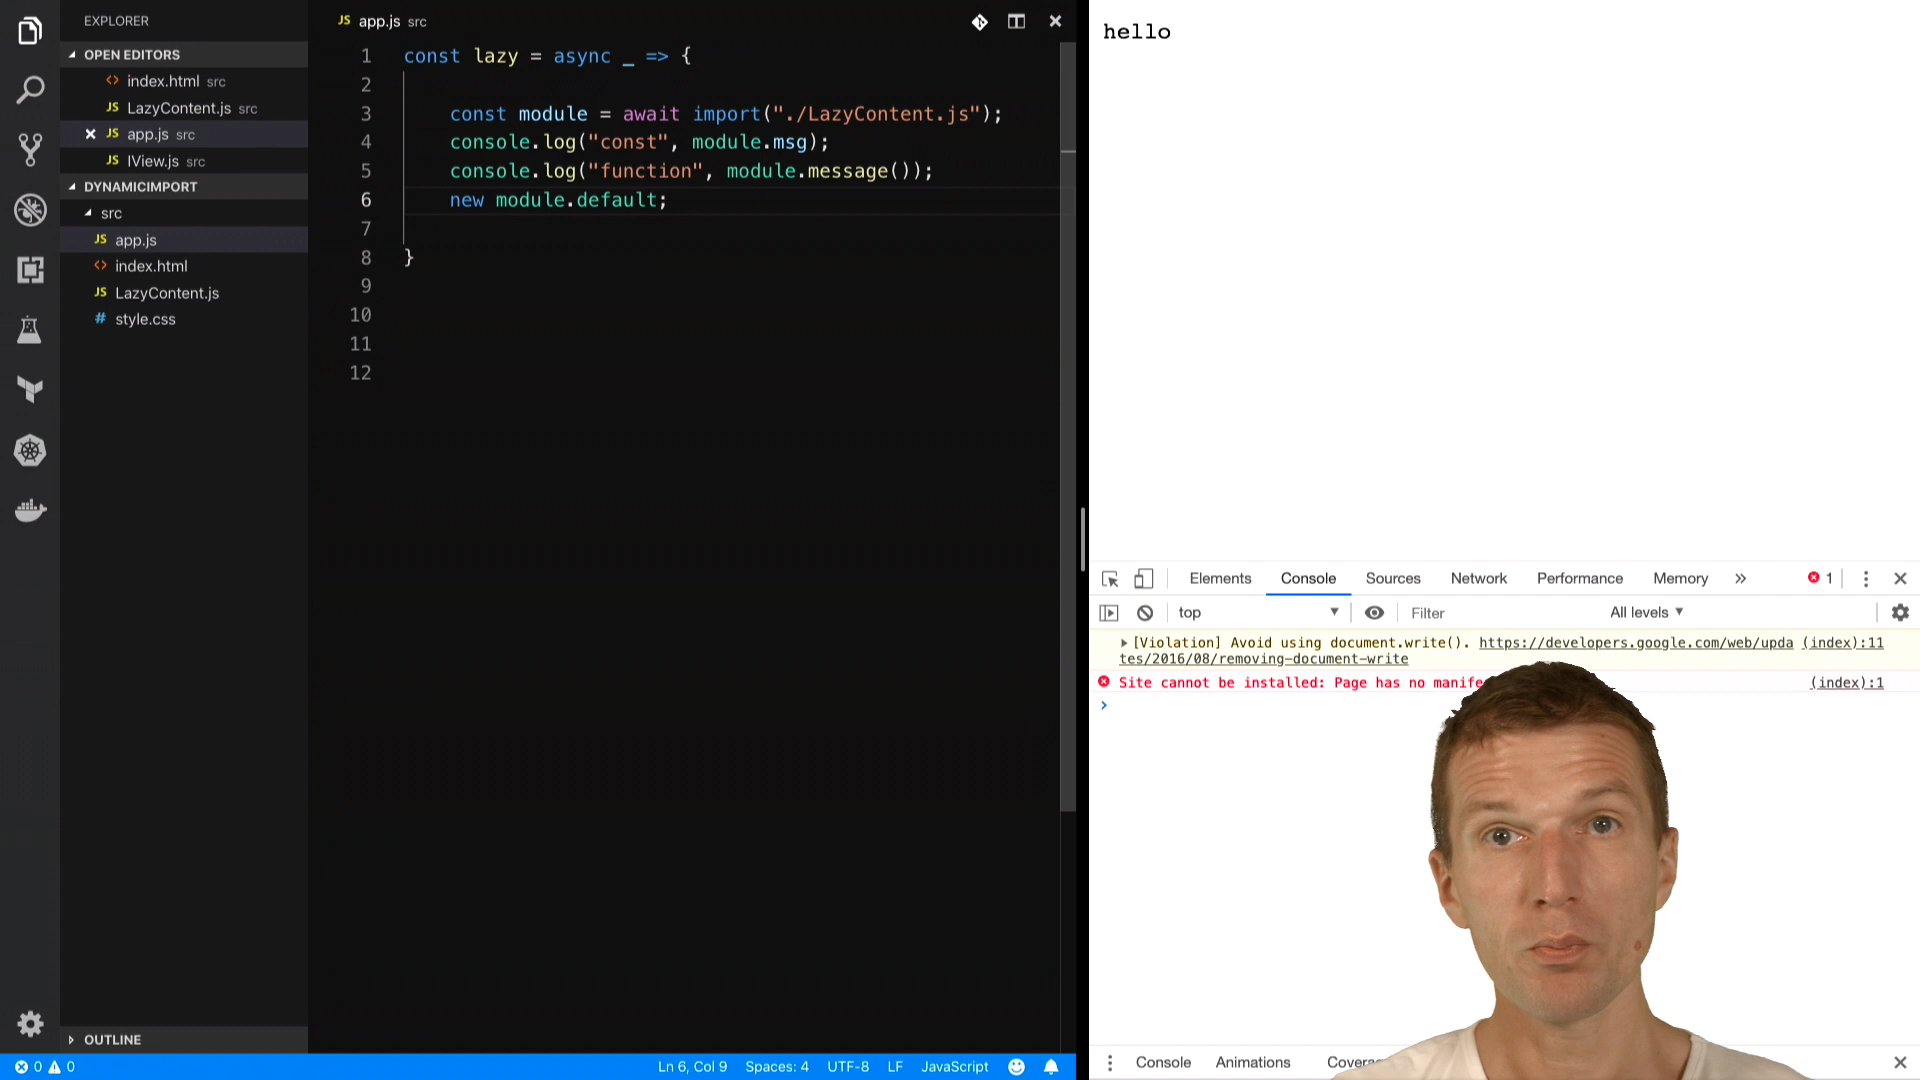 EXPLORER
OPEN EDITORS
index.html src
LazyContent.js src
app.js src
IView.js src
DYNAMICIMPORT
src
app.js
index.html
LazyContent.js
style.css
OUTLINE
app.js src
1 const lazy = async _ => {
2
3 const module = await import("./LazyContent.js");
4 console.log("const", module.msg);
5 console.log("function", module.message());
6 new module.default;
7
8 }
9
10
11
12
0 0
Ln 6, Col 9 Spaces: 4 UTF-8 LF JavaScript
hello
Elements Console Sources Network Performance Memory » 1
top Filter All levels
[Violation] Avoid using document.write(). https://developers.google.com/web/upda (index):11
tes/2016/08/removing-document-write
Site cannot be installed: Page has no manife (index):1
Console Animations Covera